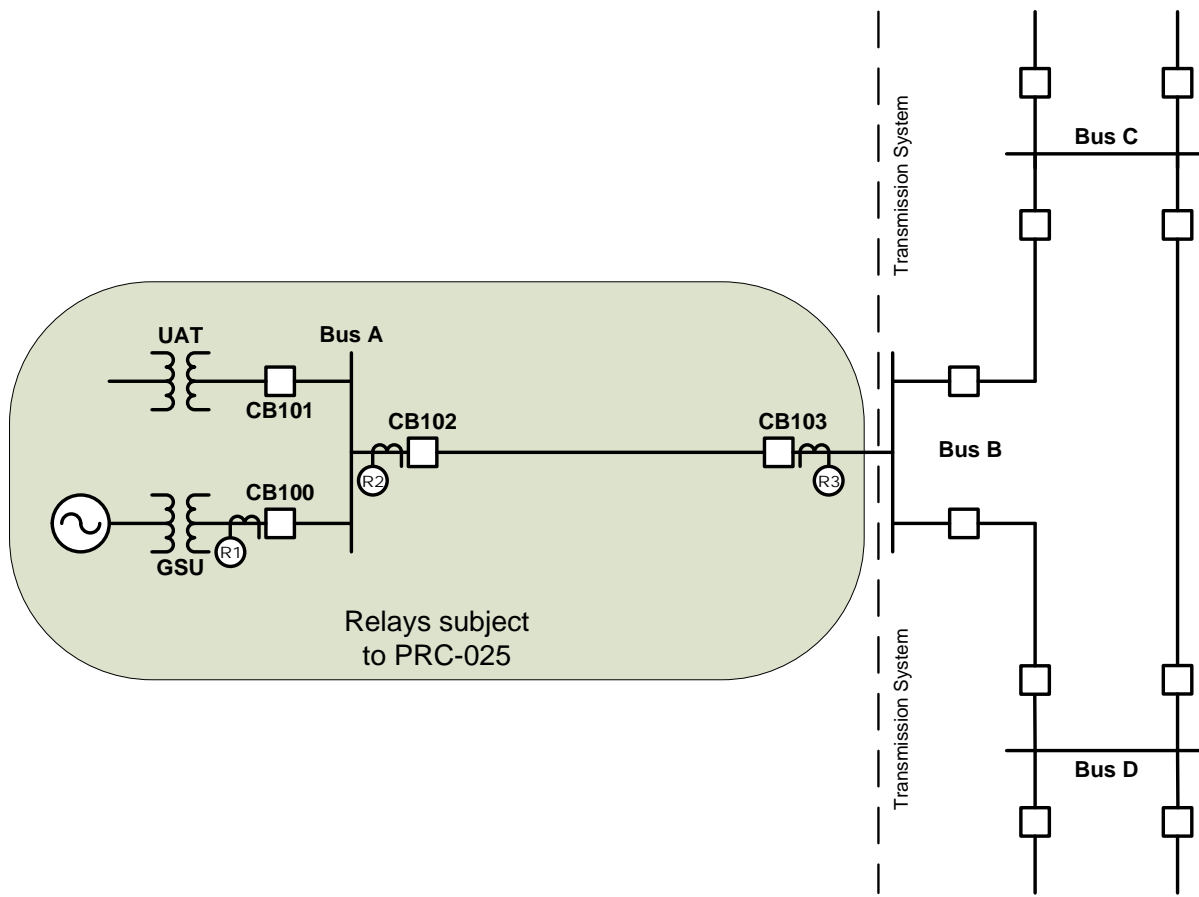 Transmission System
Bus C
UAT
Bus A
CB101
CB102
CB103
R2
R3
Bus B
CB100
R1
GSU
Relays subject
to PRC-025
Transmission System
Bus D